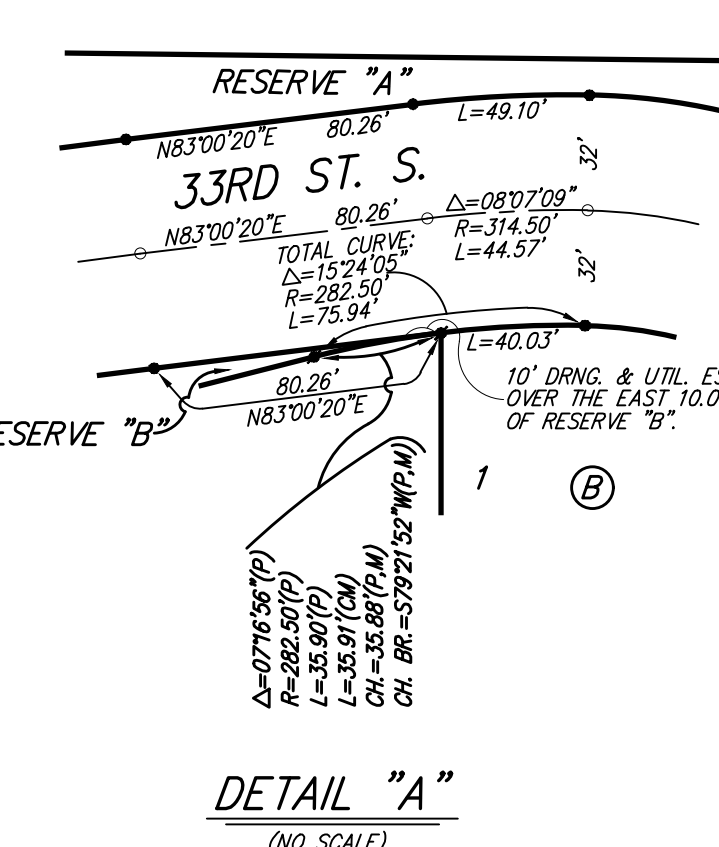 RESERVE "A"
N83°00'20"E
80.26'
L=49.10'
32'
33RD ST. S.
N83°00'20"E
80.26'
Δ=08°07'09"
R=314.50'
L=44.57'
32'
TOTAL CURVE:
Δ=15°24'05"
R=282.50'
L=75.94'
L=40.03'
80.26'
N83°00'20"E
10' DRNG. & UTIL. ES
OVER THE EAST 10.0
OF RESERVE "B".
ESERVE "B"
1
B
Δ=07°16'56"(P)
R=282.50'(P)
L=35.90'(P)
L=35.91'(CM)
CH.=35.88'(P,M)
CH. BR.=S79°21'52"W(P,M)
DETAIL "A"
(NO SCALE)